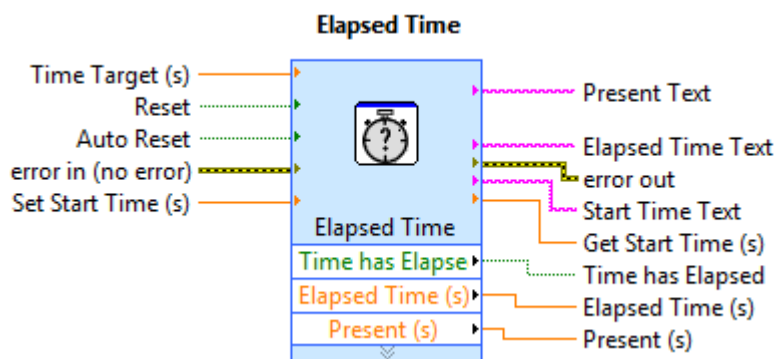 Elapsed Time
Time Target (s)
Reset
Auto Reset
error in (no error)
Set Start Time (s)
?
Elapsed Time
Time has Elapse
Elapsed Time (s)
Present (s)
Present Text
Elapsed Time Text
error out
Start Time Text
Get Start Time (s)
Time has Elapsed
Elapsed Time (s)
Present (s)